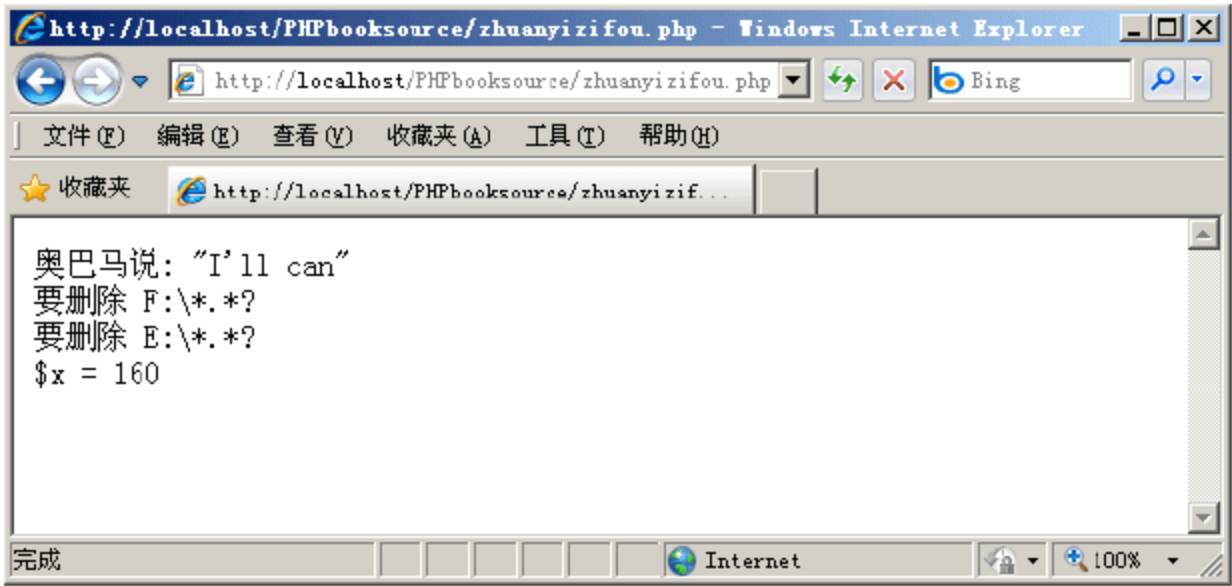 http://localhost/PHPbooksource/zhuanyizifou.php - Windows Internet Explorer
http://localhost/PHPbooksource/zhuanyizifou.php Bing
文件(F) 编辑(E) 查看(V) 收藏夹(A) 工具(T) 帮助(H)
收藏夹 http://localhost/PHPbooksource/zhuanyizif...
奥巴马说: "I'll can"
要删除 F:\*.*?
要删除 E:\*.*?
$x = 160
完成 Internet 100%